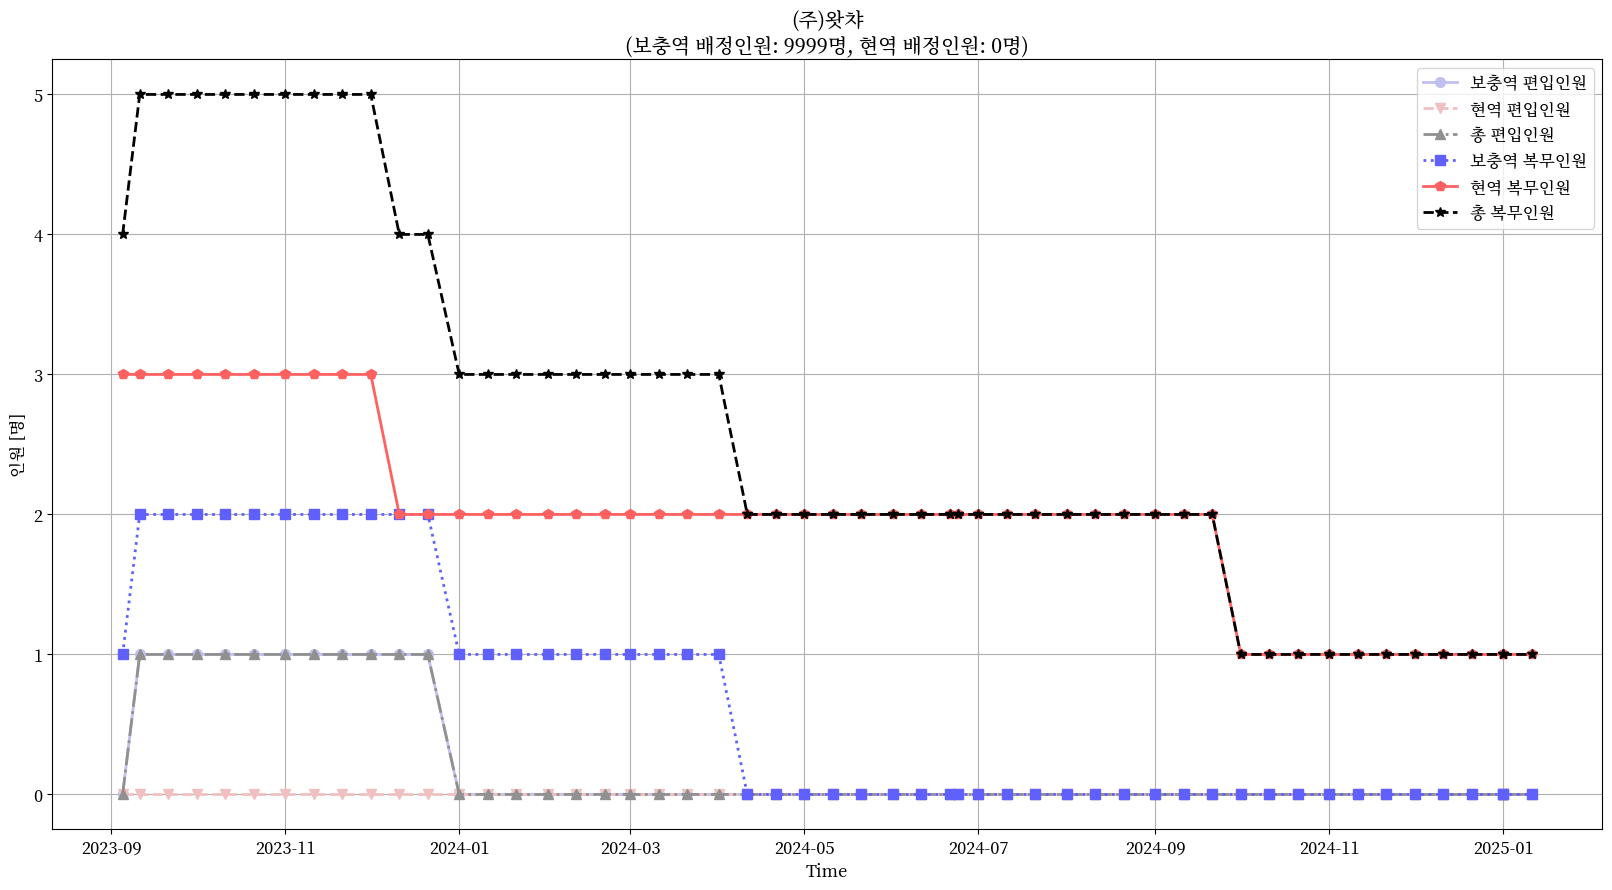 (주)왓챠
(보충역 배정인원: 9999명, 현역 배정인원: 0명)
보충역 편입인원
현역 편입인원
총 편입인원
보충역 복무인원
현역 복무인원
총 복무인원
인원 [명]
5
4
3
2
1
0
2023-09
2023-11
2024-01
2024-03
2024-05
2024-07
2024-09
2024-11
2025-01
Time